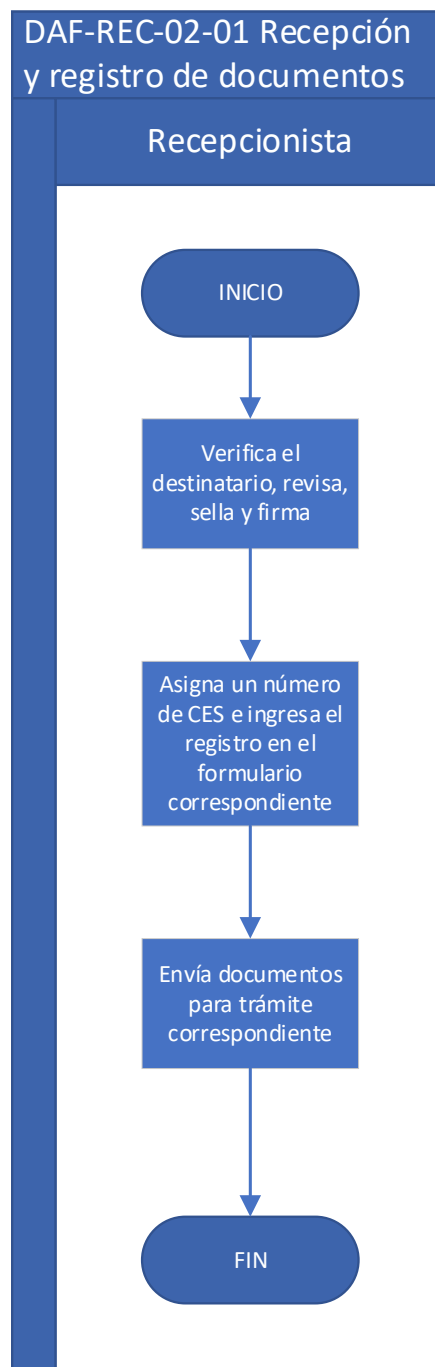 DAF-REC-02-01 Recepción
y registro de documentos
Recepcionista
INICIO
Verifica el
destinatario, revisa,
sella y firma
Asigna un número
de CES e ingresa el
registro en el
formulario
correspondiente
Envía documentos
para trámite
correspondiente
FIN